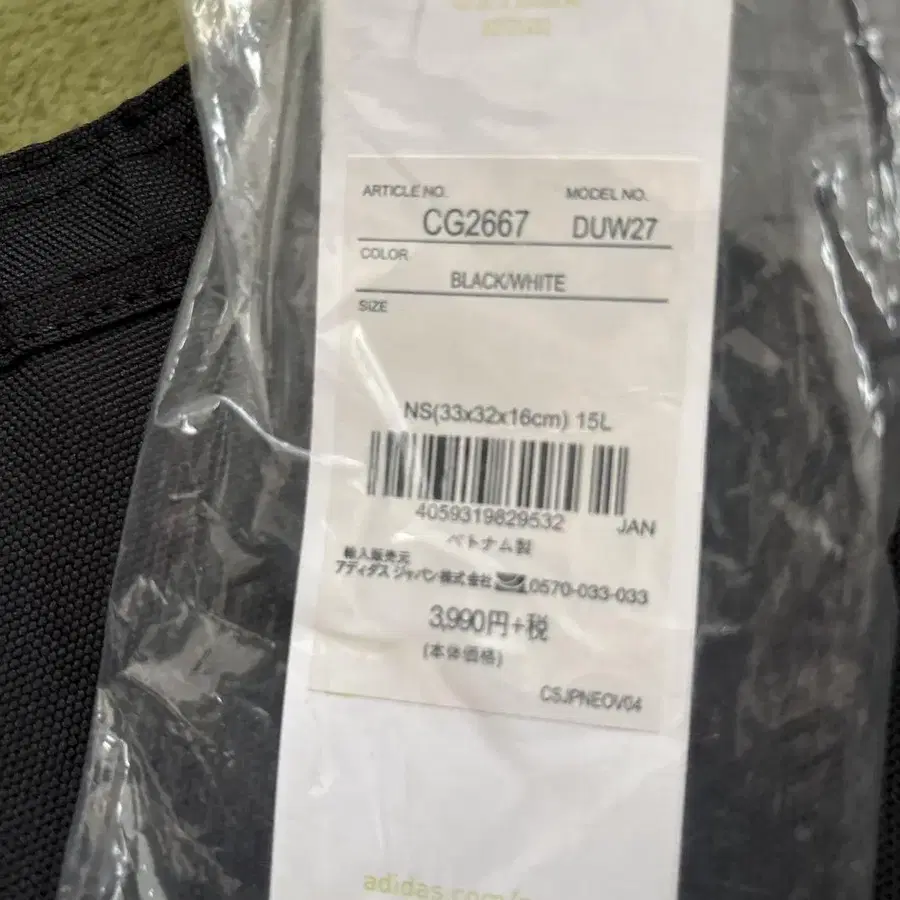 ARTICLE NO. MODEL NO.
CG2667 DUW27
COLOR
BLACK/WHITE
SIZE
NS(33x32x16cm) 15L
4059319829532 JAN
ベトナム製
輸入販売元
アディダス ジャパン株式会社 0570-033-033
3,990円+税
(本体価格)
CSJPNEOV04
adidas.com/